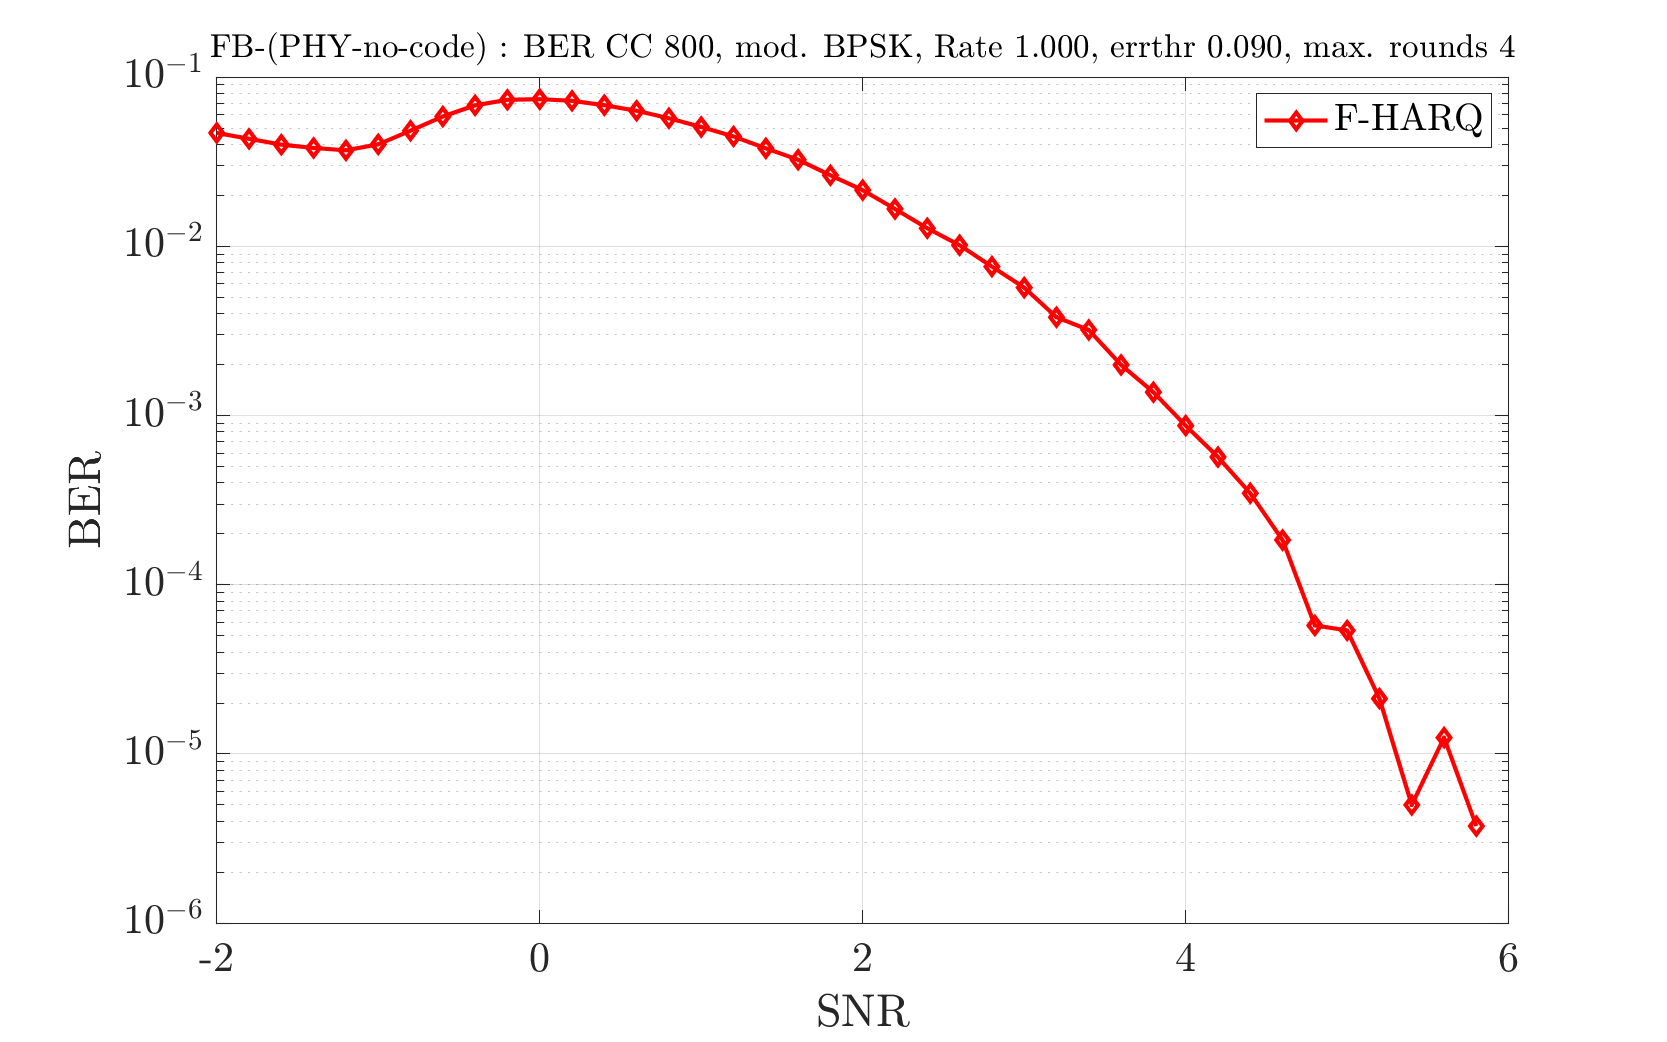 FB-(PHY-no-code) : BER CC 800, mod. BPSK, Rate 1.000, errthr 0.090, max. rounds 4
F-HARQ
10⁻¹
10⁻²
10⁻³
10⁻⁴
10⁻⁵
10⁻⁶
BER
-2 0 2 4 6
SNR